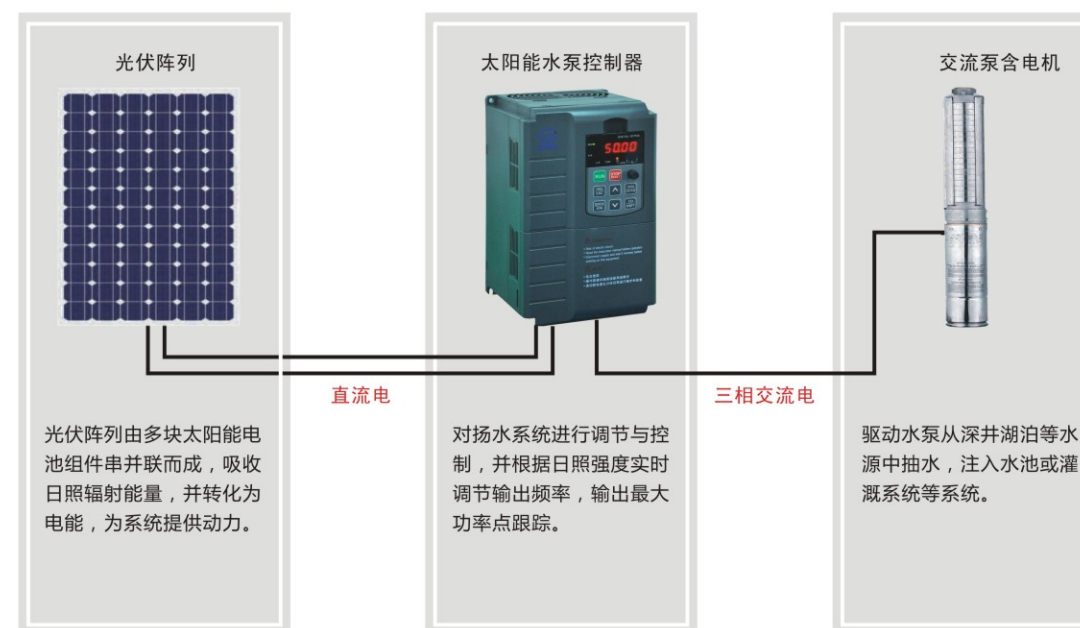 光伏阵列
太阳能水泵控制器
交流泵含电机
50.00
直流电
三相交流电
光伏阵列由多块太阳能电
池组件串并联而成，吸收
日照辐射能量，并转化为
电能，为系统提供动力。
对扬水系统进行调节与控
制，并根据日照强度实时
调节输出频率，输出最大
功率点跟踪。
驱动水泵从深井湖泊等水
源中抽水，注入水池或灌
溉系统等系统。